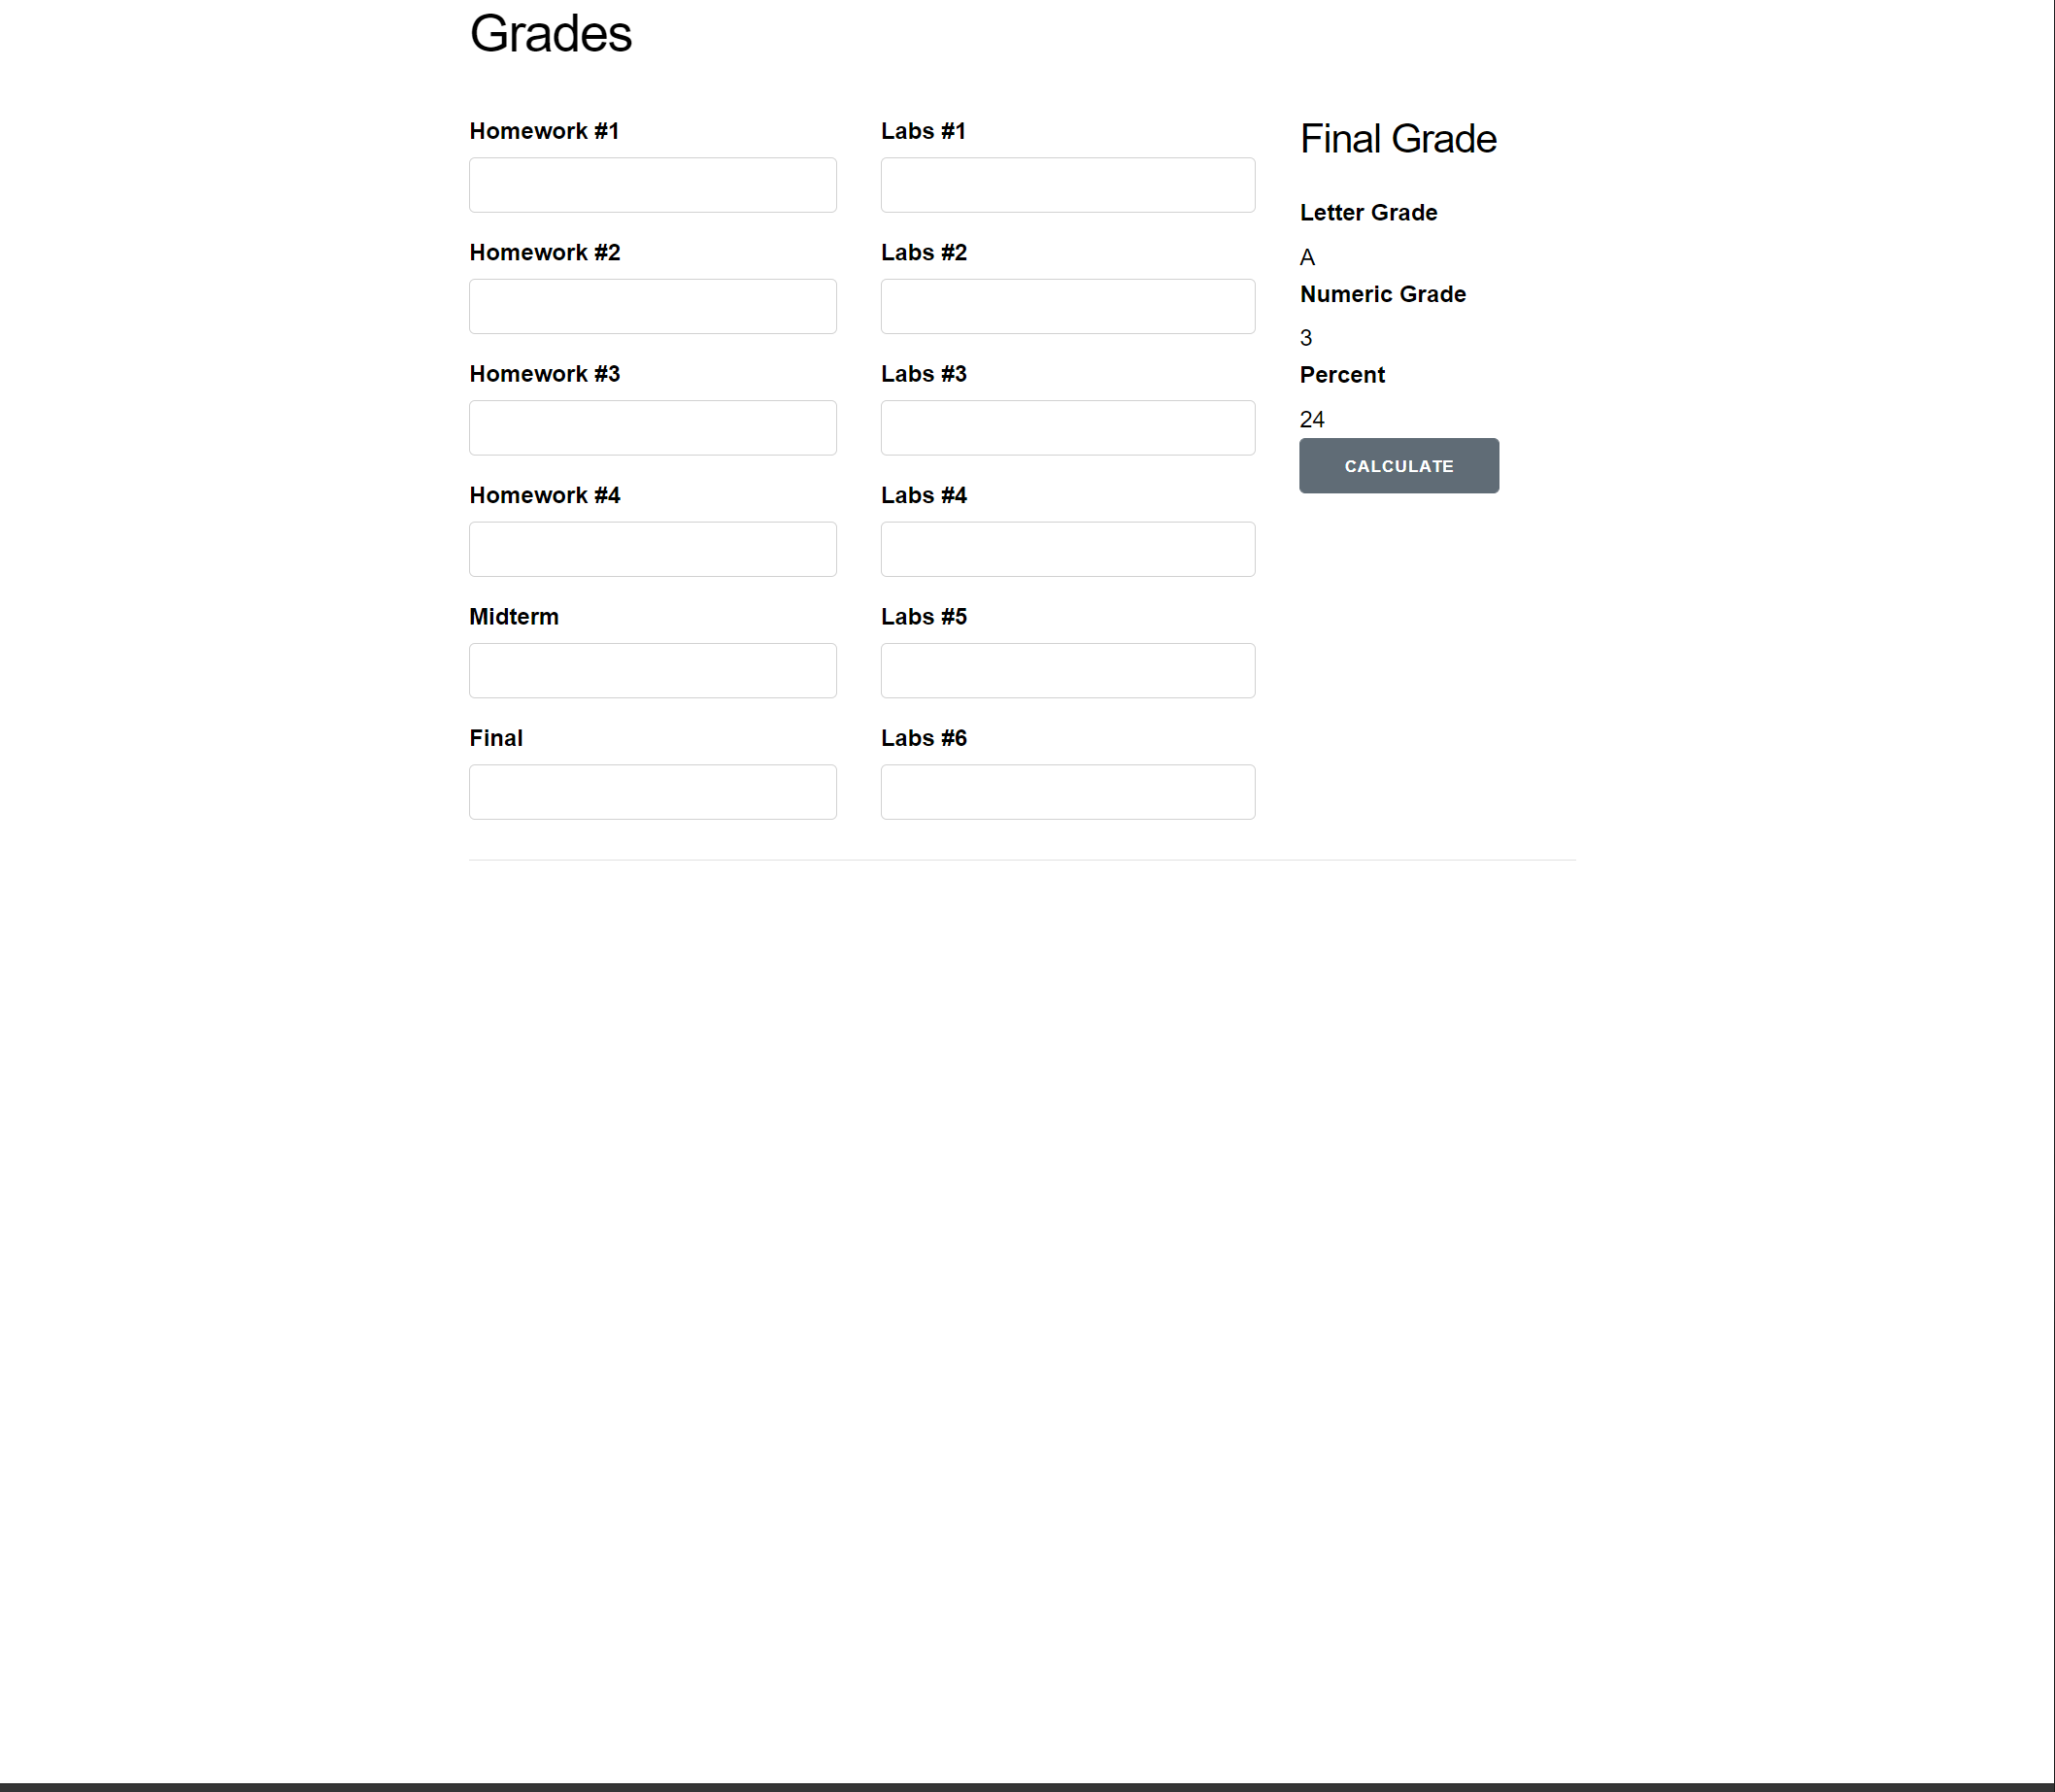 Grades
Homework #1
Homework #2
Homework #3
Homework #4
Midterm
Final
Labs #1
Labs #2
Labs #3
Labs #4
Labs #5
Labs #6
Final Grade
Letter Grade
A
Numeric Grade
3
Percent
24
CALCULATE